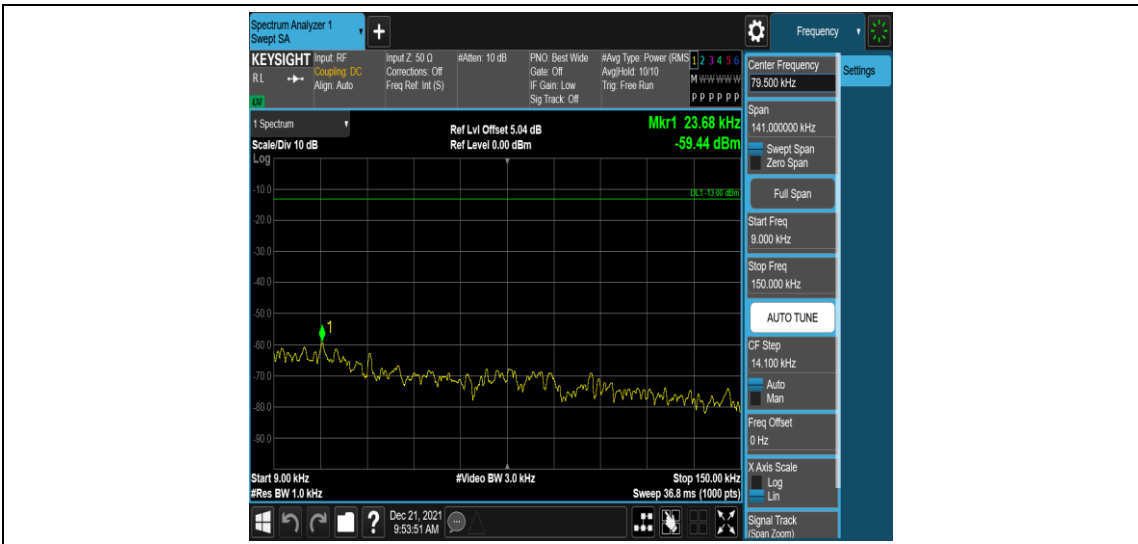 Spectrum Analyzer 1
Swept SA
+
Frequency
KEYSIGHT
RL
LXI
Input: RF
Coupling: DC
Align: Auto
Input Z: 50 Ω
Corrections: Off
Freq Ref: Int (S)
#Atten: 10 dB
PNO: Best Wide
Gate: Off
IF Gain: Low
Sig Track: Off
#Avg Type: Power (RMS
Avg|Hold: 10/10
Trig: Free Run
1 2 3 4 5 6
M W W W W W
P P P P P P
Center Frequency
79.500 kHz
Settings
Span
141.000000 kHz
Swept Span
Zero Span
Full Span
Start Freq
9.000 kHz
Stop Freq
150.000 kHz
AUTO TUNE
CF Step
14.100 kHz
Auto
Man
Freq Offset
0 Hz
X Axis Scale
Log
Lin
Signal Track
(Span Zoom)
1 Spectrum
Scale/Div 10 dB
Log
Ref Lvl Offset 5.04 dB
Ref Level 0.00 dBm
Mkr1 23.68 kHz
-59.44 dBm
DL1 -13.00 dBm
-10.0
-20.0
-30.0
-40.0
-50.0
-60.0
-70.0
-80.0
-90.0
1
Start 9.00 kHz
#Res BW 1.0 kHz
#Video BW 3.0 kHz
Stop 150.00 kHz
Sweep 36.8 ms (1000 pts)
?
Dec 21, 2021
9:53:51 AM